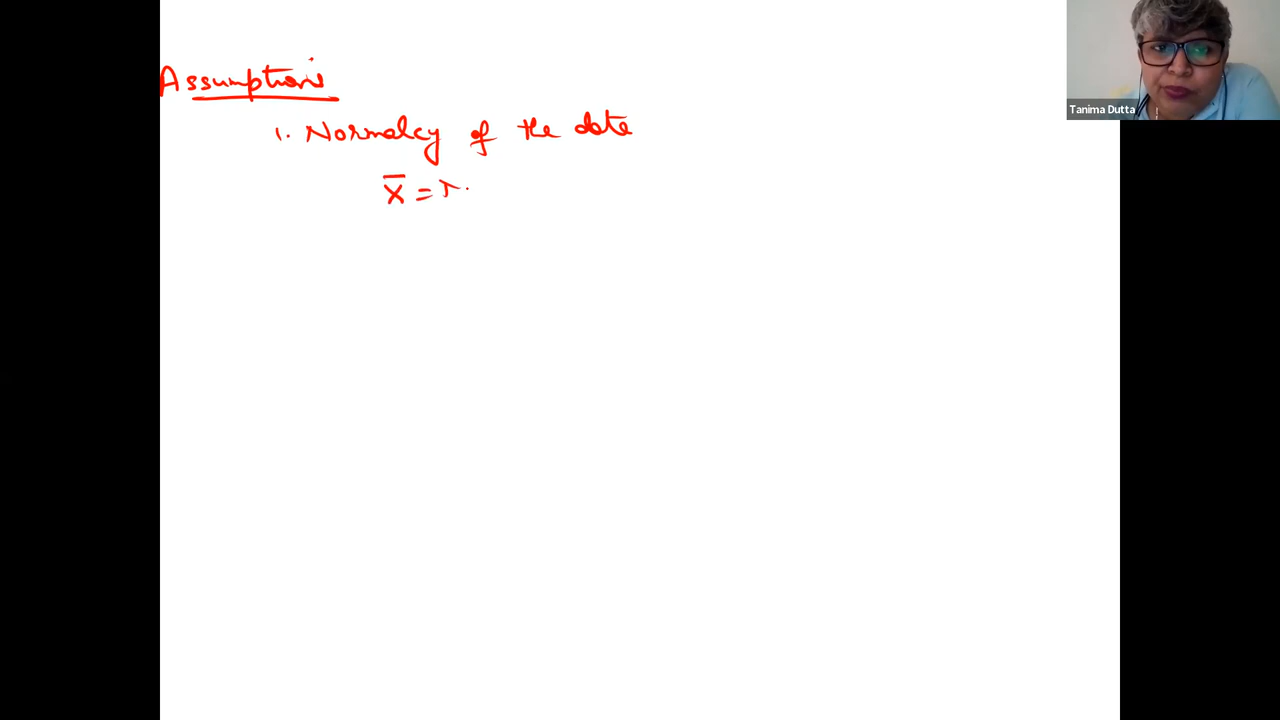 Assumptions
1. Normalcy of the data
X̄ =
Tanima Dutta